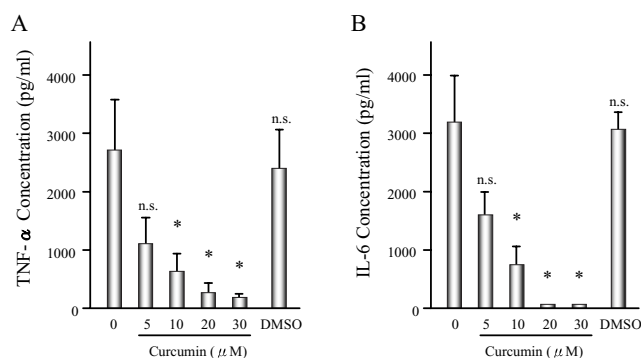 A
TNF-α Concentration (pg/ml)
4000
3000
2000
1000
0
n.s.
*
*
*
n.s.
0 5 10 20 30 DMSO
Curcumin (μM)
B
IL-6 Concentration (pg/ml)
4000
3000
2000
1000
0
n.s.
*
*
*
n.s.
0 5 10 20 30 DMSO
Curcumin (μM)